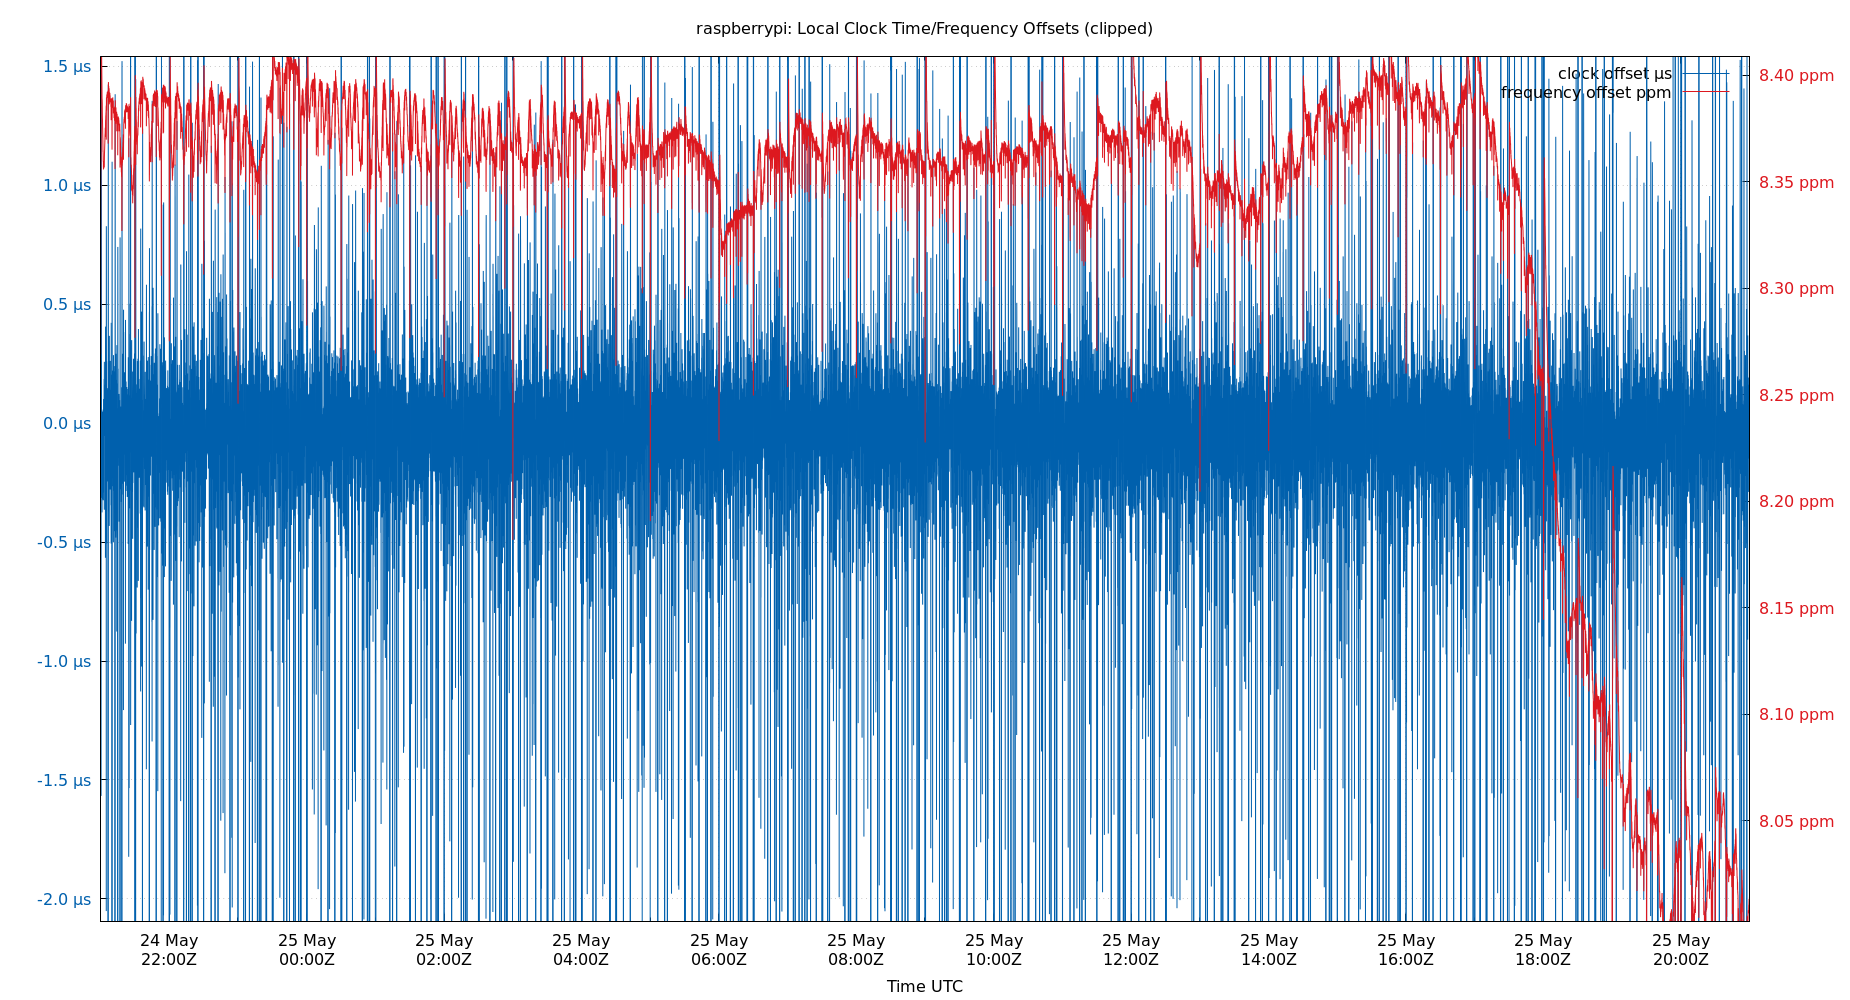 raspberrypi: Local Clock Time/Frequency Offsets (clipped)
clock offset µs
frequency offset ppm
1.5 µs
1.0 µs
0.5 µs
0.0 µs
-0.5 µs
-1.0 µs
-1.5 µs
-2.0 µs
8.40 ppm
8.35 ppm
8.30 ppm
8.25 ppm
8.20 ppm
8.15 ppm
8.10 ppm
8.05 ppm
24 May 25 May 25 May 25 May 25 May 25 May 25 May 25 May 25 May 25 May 25 May 25 May
22:00Z 00:00Z 02:00Z 04:00Z 06:00Z 08:00Z 10:00Z 12:00Z 14:00Z 16:00Z 18:00Z 20:00Z
Time UTC